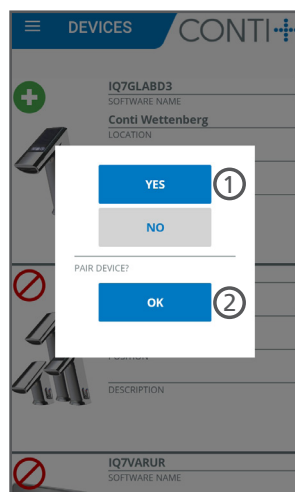 DEVICES
CONTI+
IQ7GLABD3
SOFTWARE NAME
Conti Wettenberg
LOCATION
YES
1
NO
PAIR DEVICE?
OK
2
POSITION
DESCRIPTION
IQ7VARUR
SOFTWARE NAME